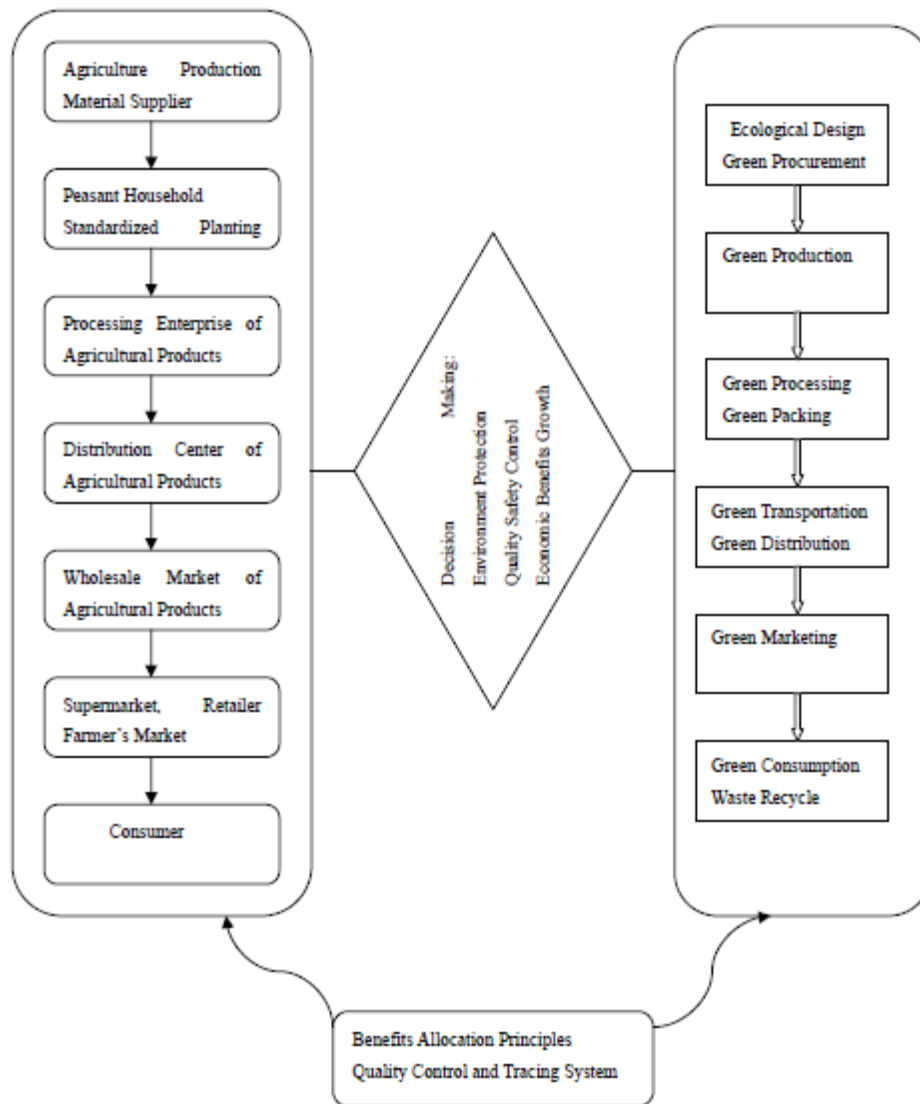 Agriculture Production
Material Supplier
Peasant Household
Standardized Planting
Processing Enterprise of
Agricultural Products
Distribution Center of
Agricultural Products
Wholesale Market of
Agricultural Products
Supermarket, Retailer
Farmer's Market
Consumer
Decision Making:
Environment Protection
Quality Safety Control
Economic Benefits Growth
Ecological Design
Green Procurement
Green Production
Green Processing
Green Packing
Green Transportation
Green Distribution
Green Marketing
Green Consumption
Waste Recycle
Benefits Allocation Principles
Quality Control and Tracing System